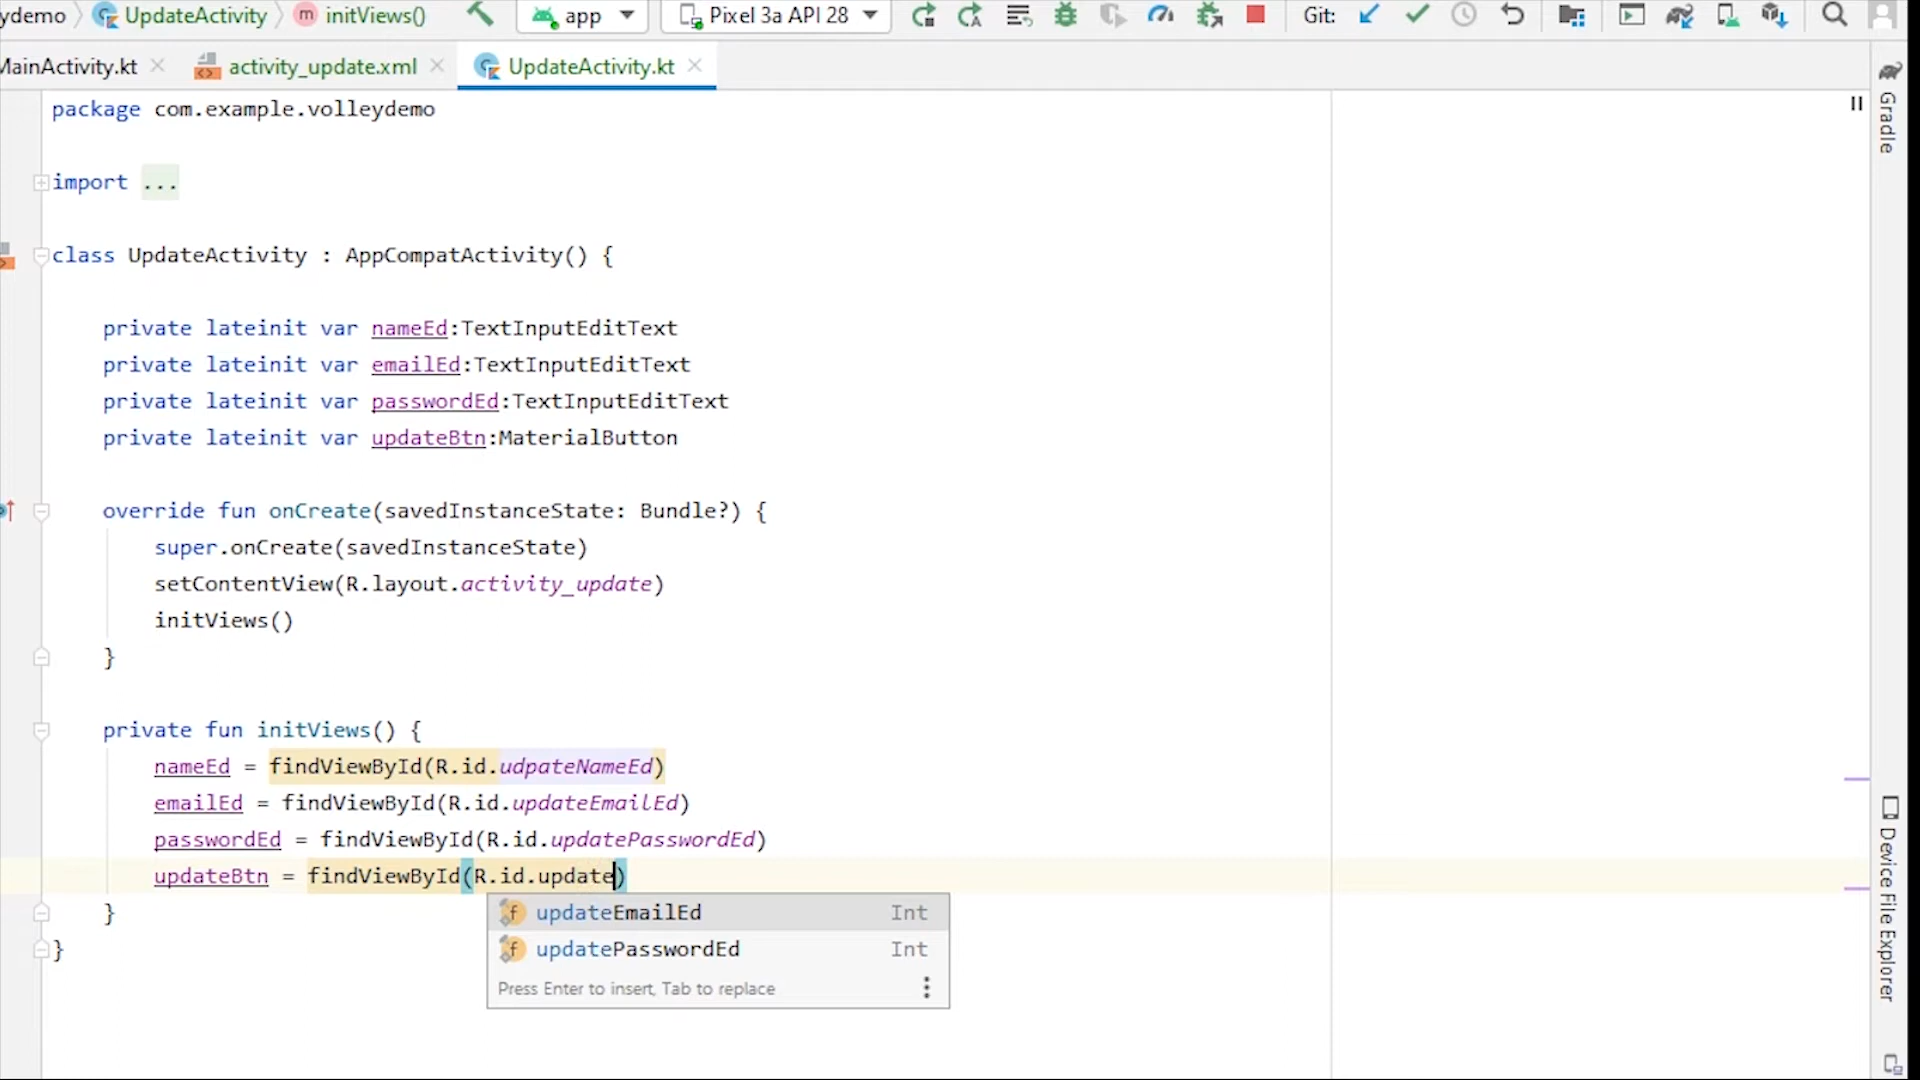 ydemo
UpdateActivity
initViews()
app
Pixel 3a API 28
Git:
MainActivity.kt
activity_update.xml
UpdateActivity.kt
package com.example.volleydemo
import ...
class UpdateActivity : AppCompatActivity() {
private lateinit var nameEd:TextInputEditText
private lateinit var emailEd:TextInputEditText
private lateinit var passwordEd:TextInputEditText
private lateinit var updateBtn:MaterialButton
override fun onCreate(savedInstanceState: Bundle?) {
super.onCreate(savedInstanceState)
setContentView(R.layout.activity_update)
initViews()
}
private fun initViews() {
nameEd = findViewById(R.id.udpateNameEd)
emailEd = findViewById(R.id.updateEmailEd)
passwordEd = findViewById(R.id.updatePasswordEd)
updateBtn = findViewById(R.id.update)
}
}
updateEmailEd Int
updatePasswordEd Int
Press Enter to insert, Tab to replace
Gradle
Device File Explorer